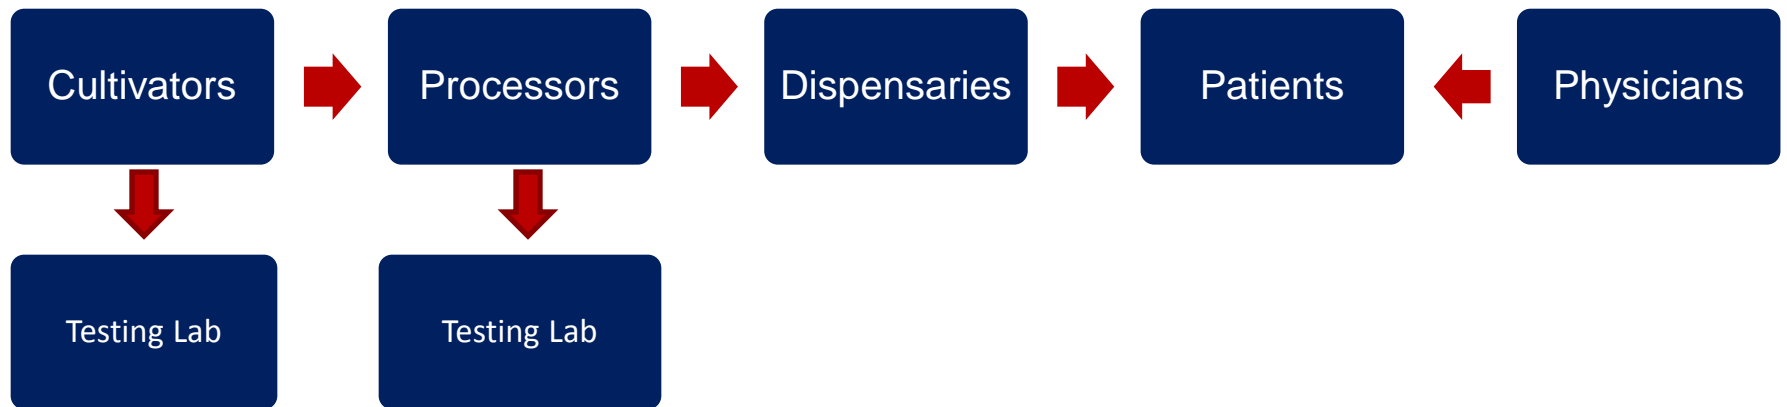 Cultivators
Processors
Dispensaries
Patients
Physicians
Testing Lab
Testing Lab